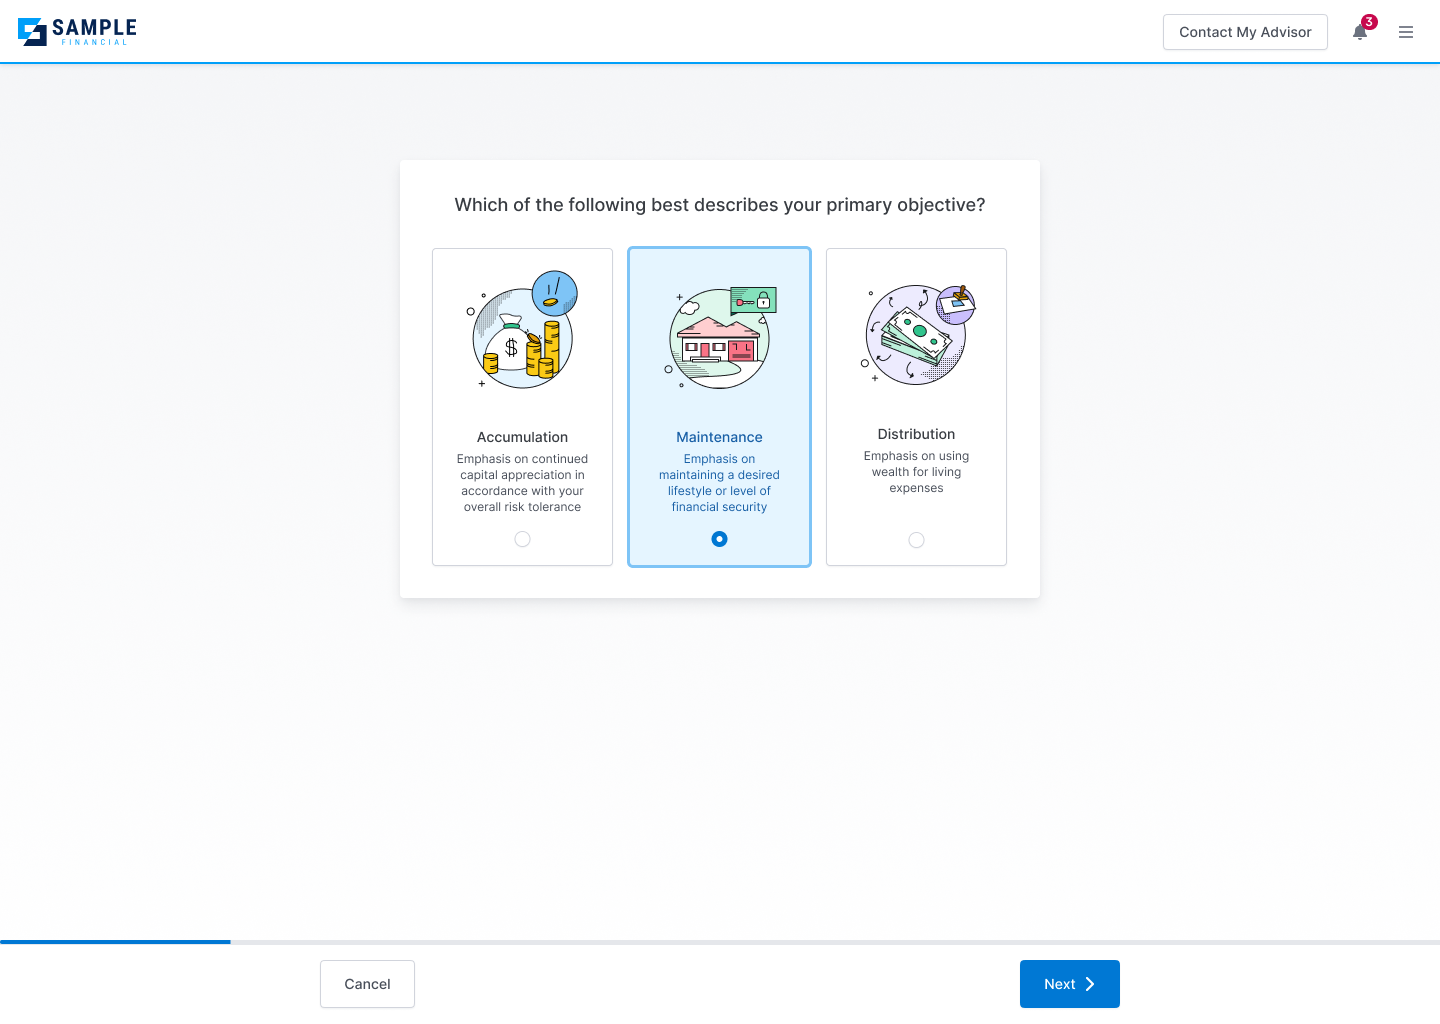 SAMPLE
FINANCIAL
Contact My Advisor
3
Which of the following best describes your primary objective?
$
Accumulation
Emphasis on continued
capital appreciation in
accordance with your
overall risk tolerance
Maintenance
Emphasis on
maintaining a desired
lifestyle or level of
financial security
Distribution
Emphasis on using
wealth for living
expenses
Cancel
Next